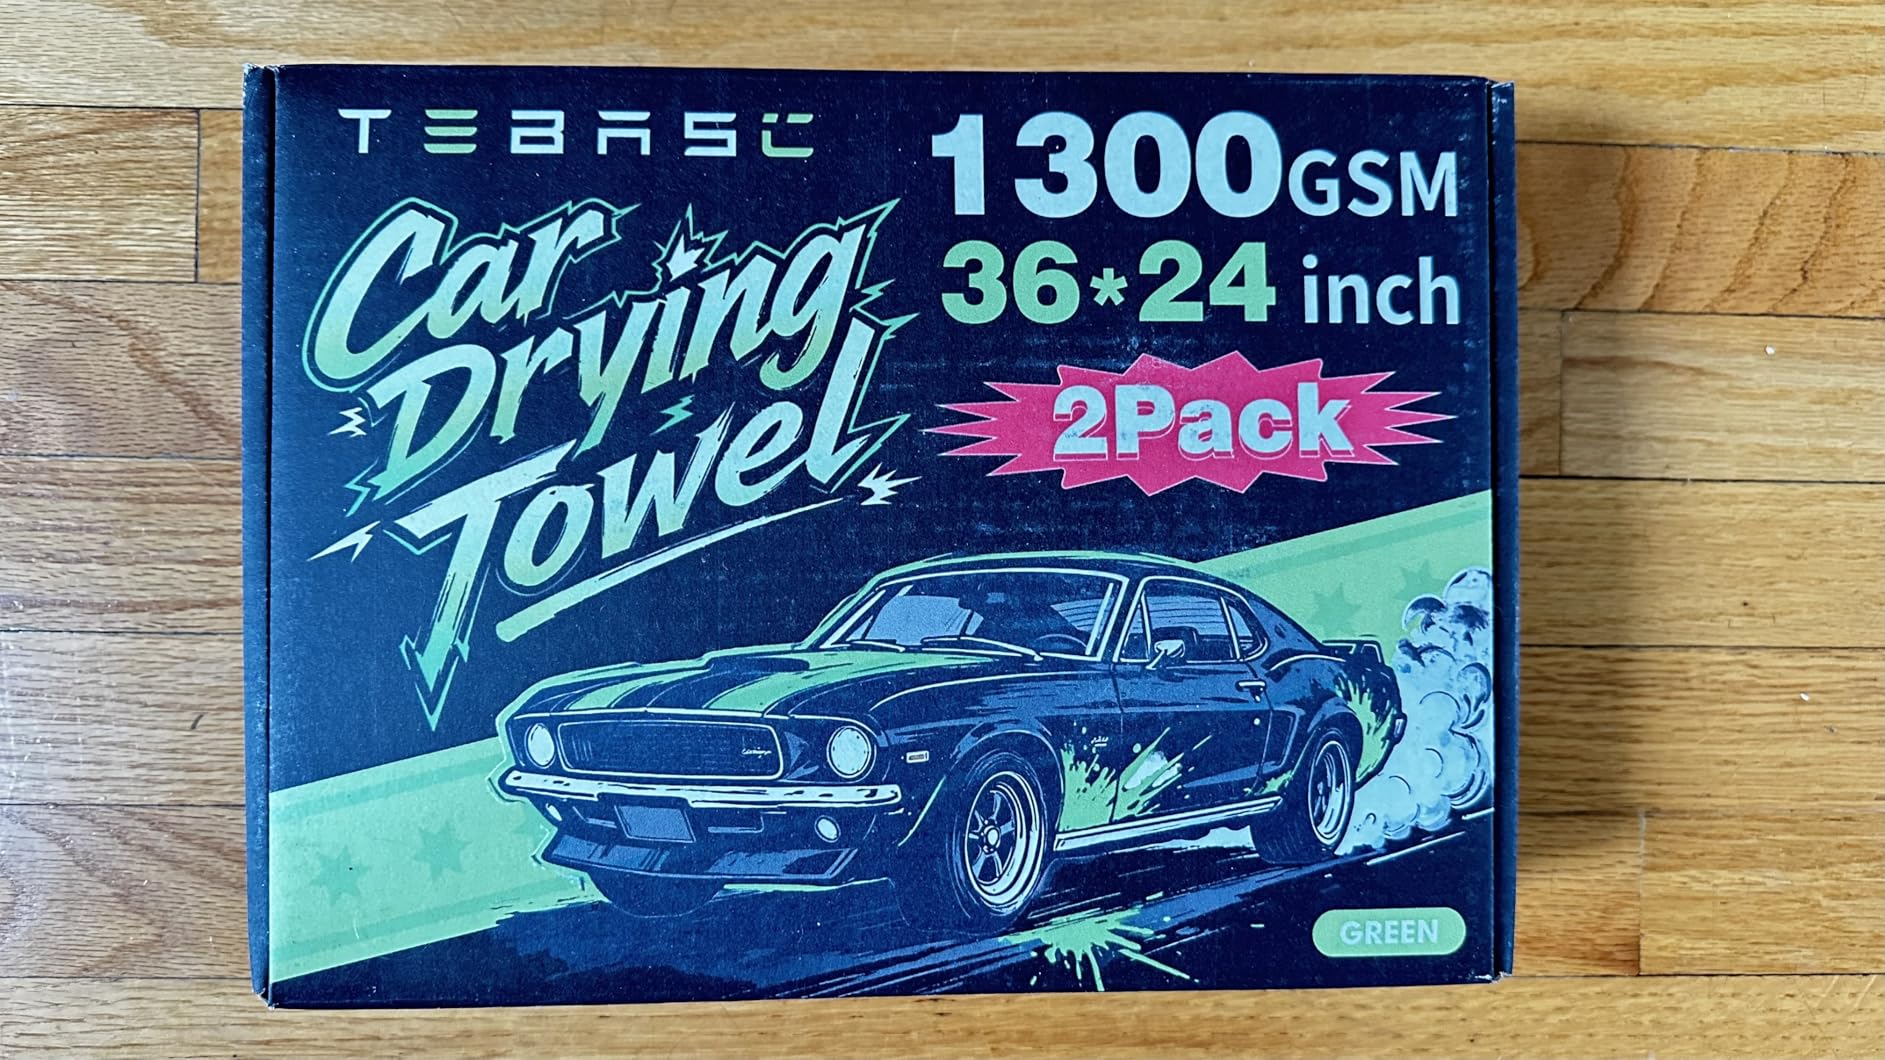 TEBASC
Car
Drying
Towel
1300GSM
36*24 inch
2Pack
GREEN